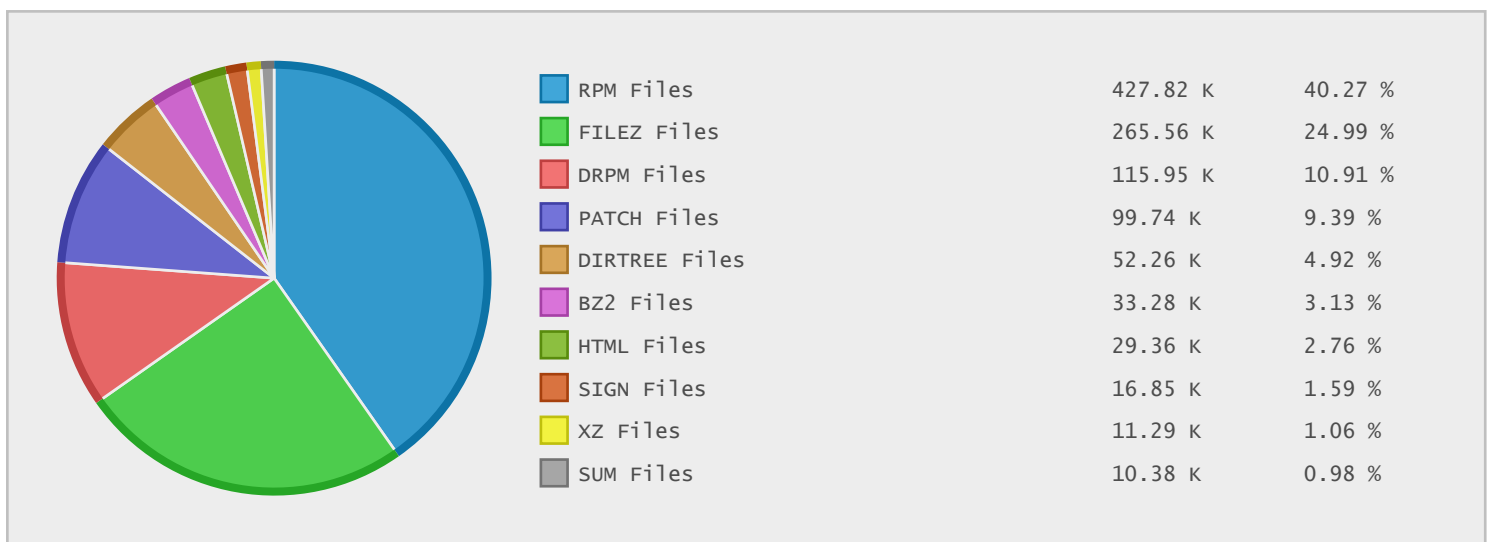 RPM Files 427.82 K 40.27 %
FILEZ Files 265.56 K 24.99 %
DRPM Files 115.95 K 10.91 %
PATCH Files 99.74 K 9.39 %
DIRTREE Files 52.26 K 4.92 %
BZ2 Files 33.28 K 3.13 %
HTML Files 29.36 K 2.76 %
SIGN Files 16.85 K 1.59 %
XZ Files 11.29 K 1.06 %
SUM Files 10.38 K 0.98 %